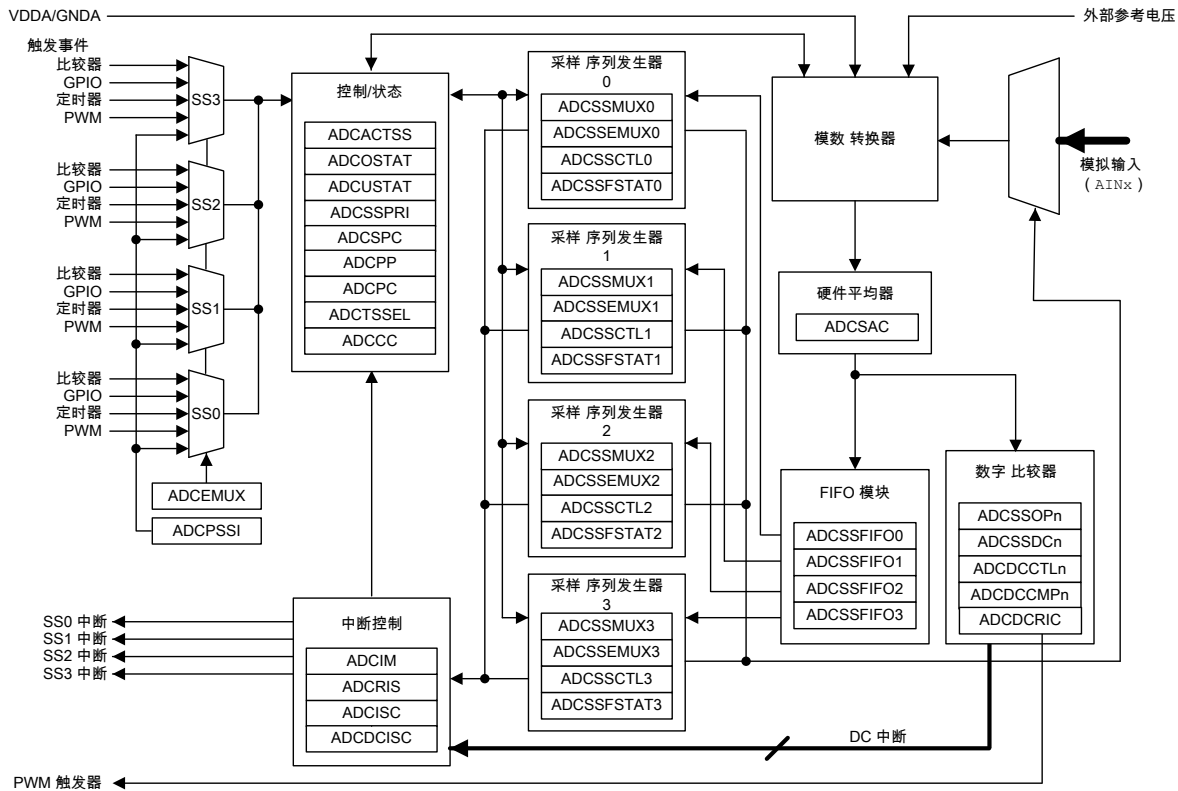 VDDA/GNDA
外部参考电压
触发事件
比较器
GPIO
定时器
PWM
SS3
比较器
GPIO
定时器
PWM
SS2
比较器
GPIO
定时器
PWM
SS1
比较器
GPIO
定时器
PWM
SS0
ADCEMUX
ADCPSSI
控制/状态
ADCACTSS
ADCOSTAT
ADCUSTAT
ADCSSPRI
ADCSPC
ADCPP
ADCPC
ADCTSSEL
ADCCC
采样 序列发生器
0
ADCSSMUX0
ADCSSEMUX0
ADCSSCTL0
ADCSSFSTAT0
采样 序列发生器
1
ADCSSMUX1
ADCSSEMUX1
ADCSSCTL1
ADCSSFSTAT1
采样 序列发生器
2
ADCSSMUX2
ADCSSEMUX2
ADCSSCTL2
ADCSSFSTAT2
采样 序列发生器
3
ADCSSMUX3
ADCSSEMUX3
ADCSSCTL3
ADCSSFSTAT3
模数 转换器
模拟输入
(AINx)
硬件平均器
ADCSAC
FIFO 模块
ADCSSFIFO0
ADCSSFIFO1
ADCSSFIFO2
ADCSSFIFO3
数字 比较器
ADCSSOPn
ADCSSDCn
ADCDCCTLn
ADCDCCMPn
ADCDCRIC
SS0 中断
SS1 中断
SS2 中断
SS3 中断
中断控制
ADCIM
ADCRIS
ADCISC
ADCDCISC
DC 中断
PWM 触发器